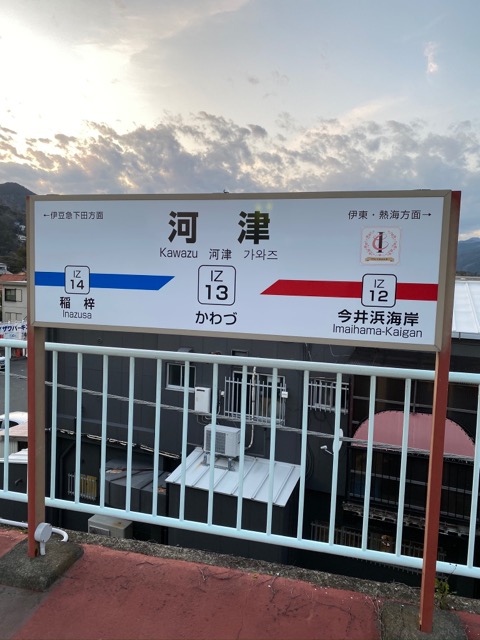 ←伊豆急下田方面
伊東・熱海方面→
河津
Kawazu 河津 가와즈
IZ
14
稲梓
Inazusa
IZ
13
かわづ
IZ
12
今井浜海岸
Imaihama-Kaigan